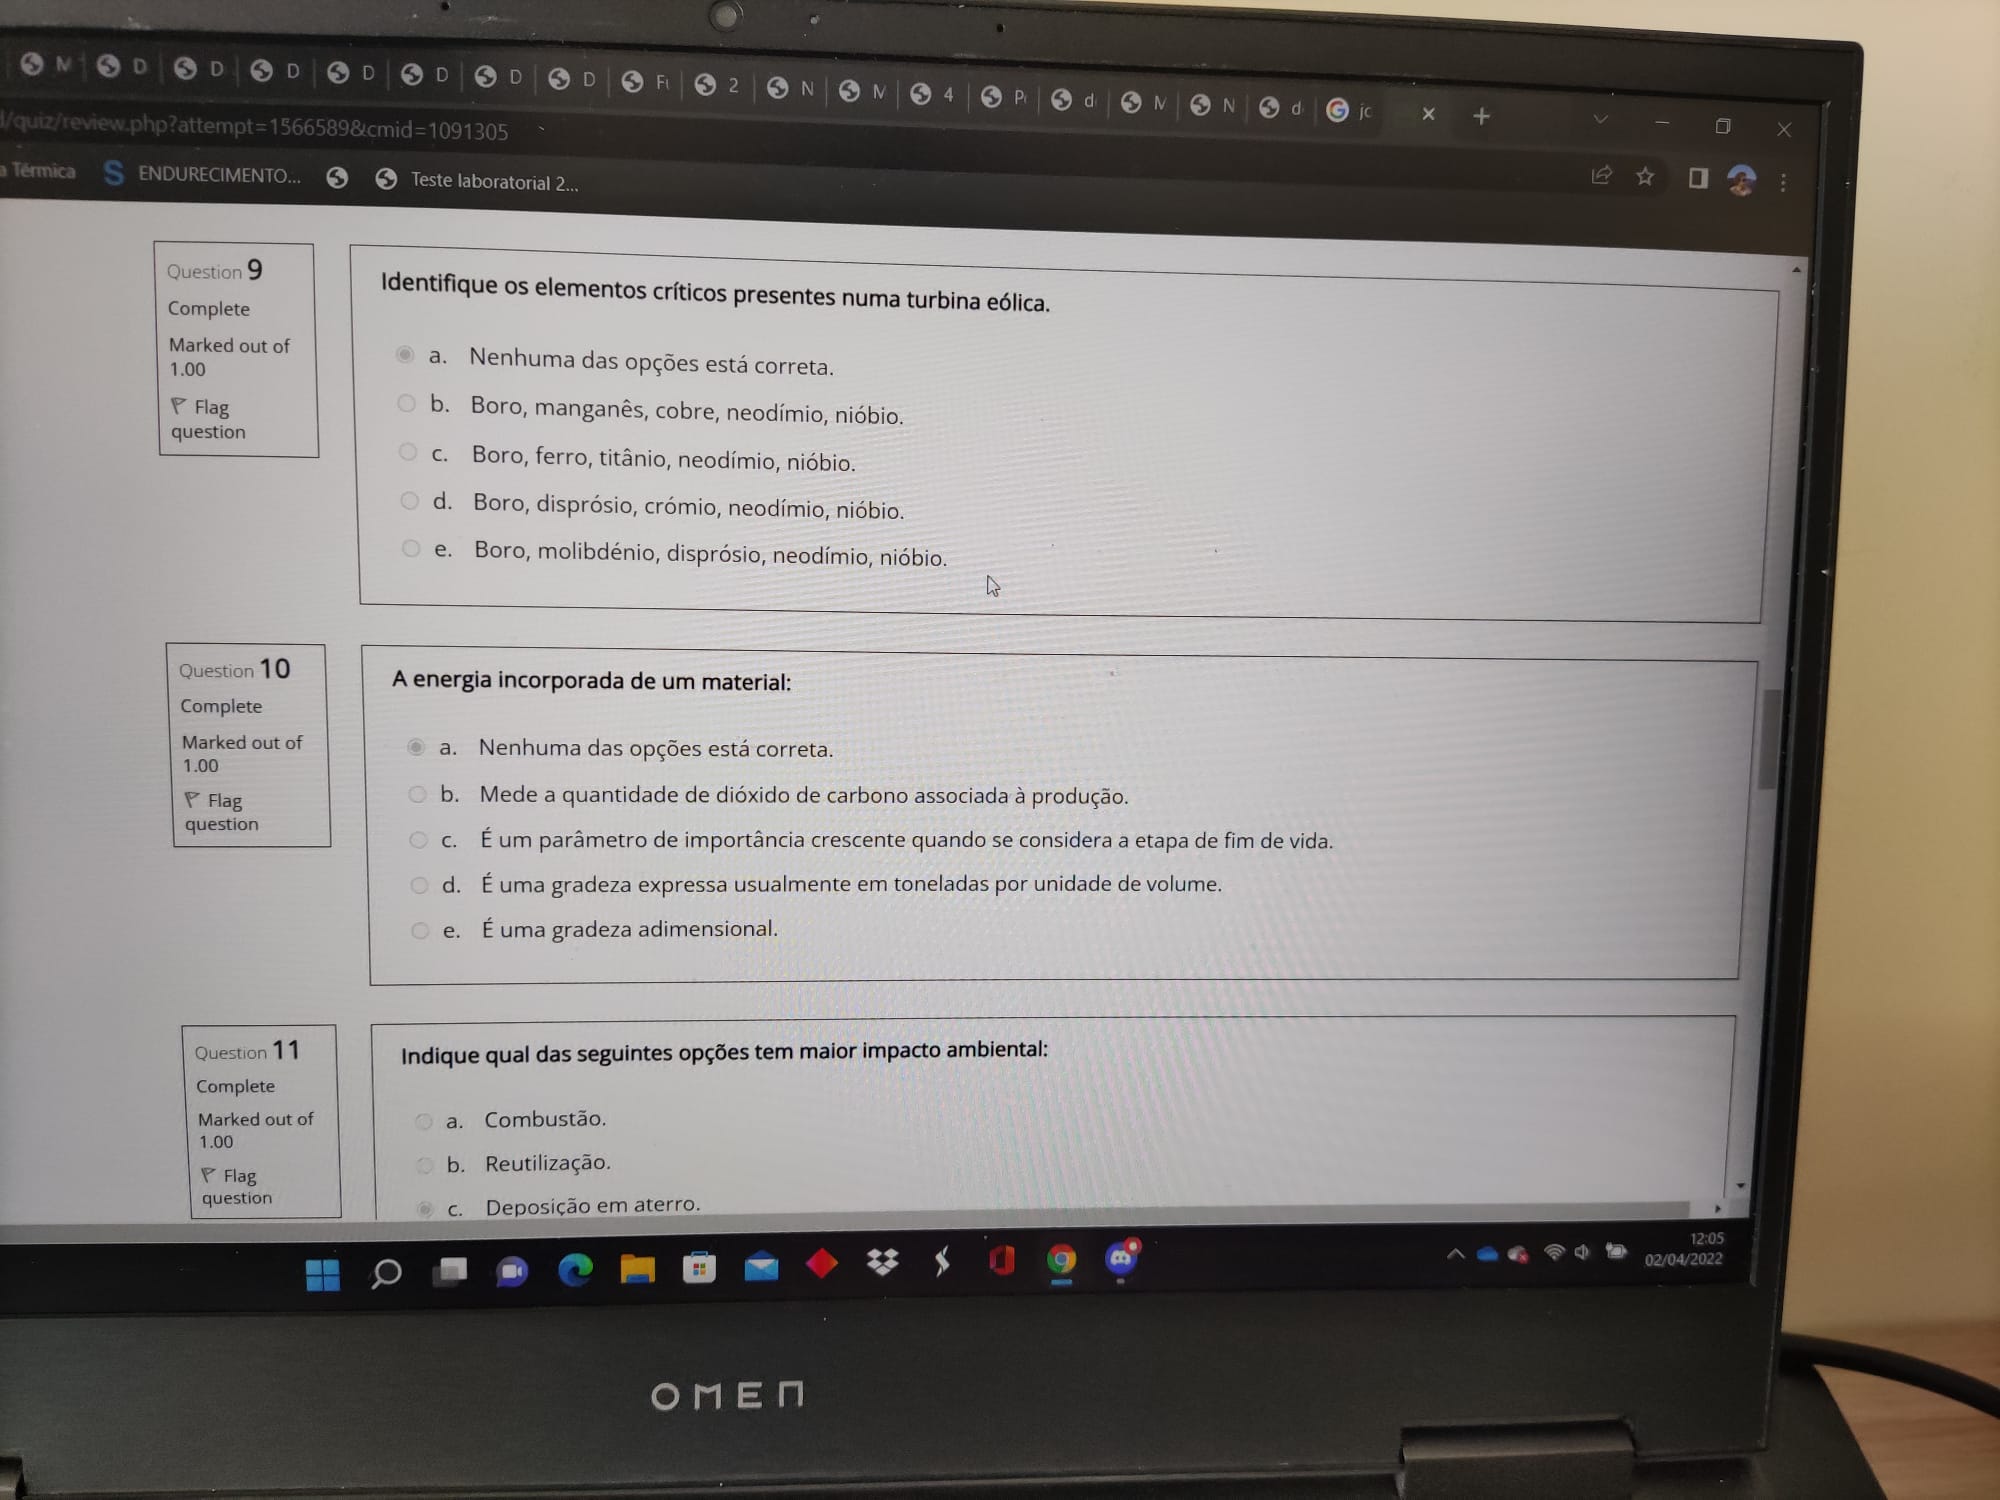 M D D D D D D D 2 N M 4 d M N d jc
/quiz/review.php?attempt=1566589&cmid=1091305
a Térmica ENDURECIMENTO... Teste laboratorial 2...
Question 9
Complete
Marked out of
1.00
Flag
question
Identifique os elementos críticos presentes numa turbina eólica.
a. Nenhuma das opções está correta.
b. Boro, manganês, cobre, neodímio, nióbio.
c. Boro, ferro, titânio, neodímio, nióbio.
d. Boro, disprósio, crómio, neodímio, nióbio.
e. Boro, molibdénio, disprósio, neodímio, nióbio.
Question 10
Complete
Marked out of
1.00
Flag
question
A energia incorporada de um material:
a. Nenhuma das opções está correta.
b. Mede a quantidade de dióxido de carbono associada à produção.
c. É um parâmetro de importância crescente quando se considera a etapa de fim de vida.
d. É uma gradeza expressa usualmente em toneladas por unidade de volume.
e. É uma gradeza adimensional.
Question 11
Complete
Marked out of
1.00
Flag
question
Indique qual das seguintes opções tem maior impacto ambiental:
a. Combustão.
b. Reutilização.
c. Deposição em aterro.
12:05
02/04/2022
OMEN